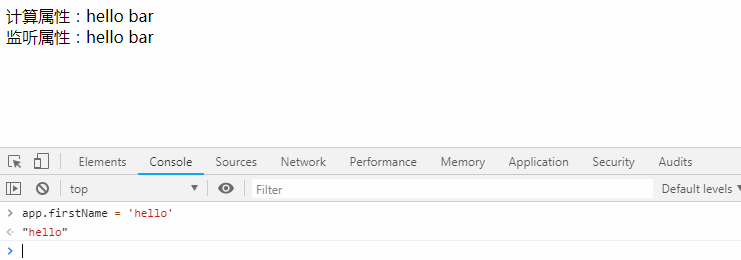 计算属性：hello bar
监听属性：hello bar
Elements Console Sources Network Performance Memory Application Security Audits
top Filter Default levels
app.firstName = 'hello'
"hello"